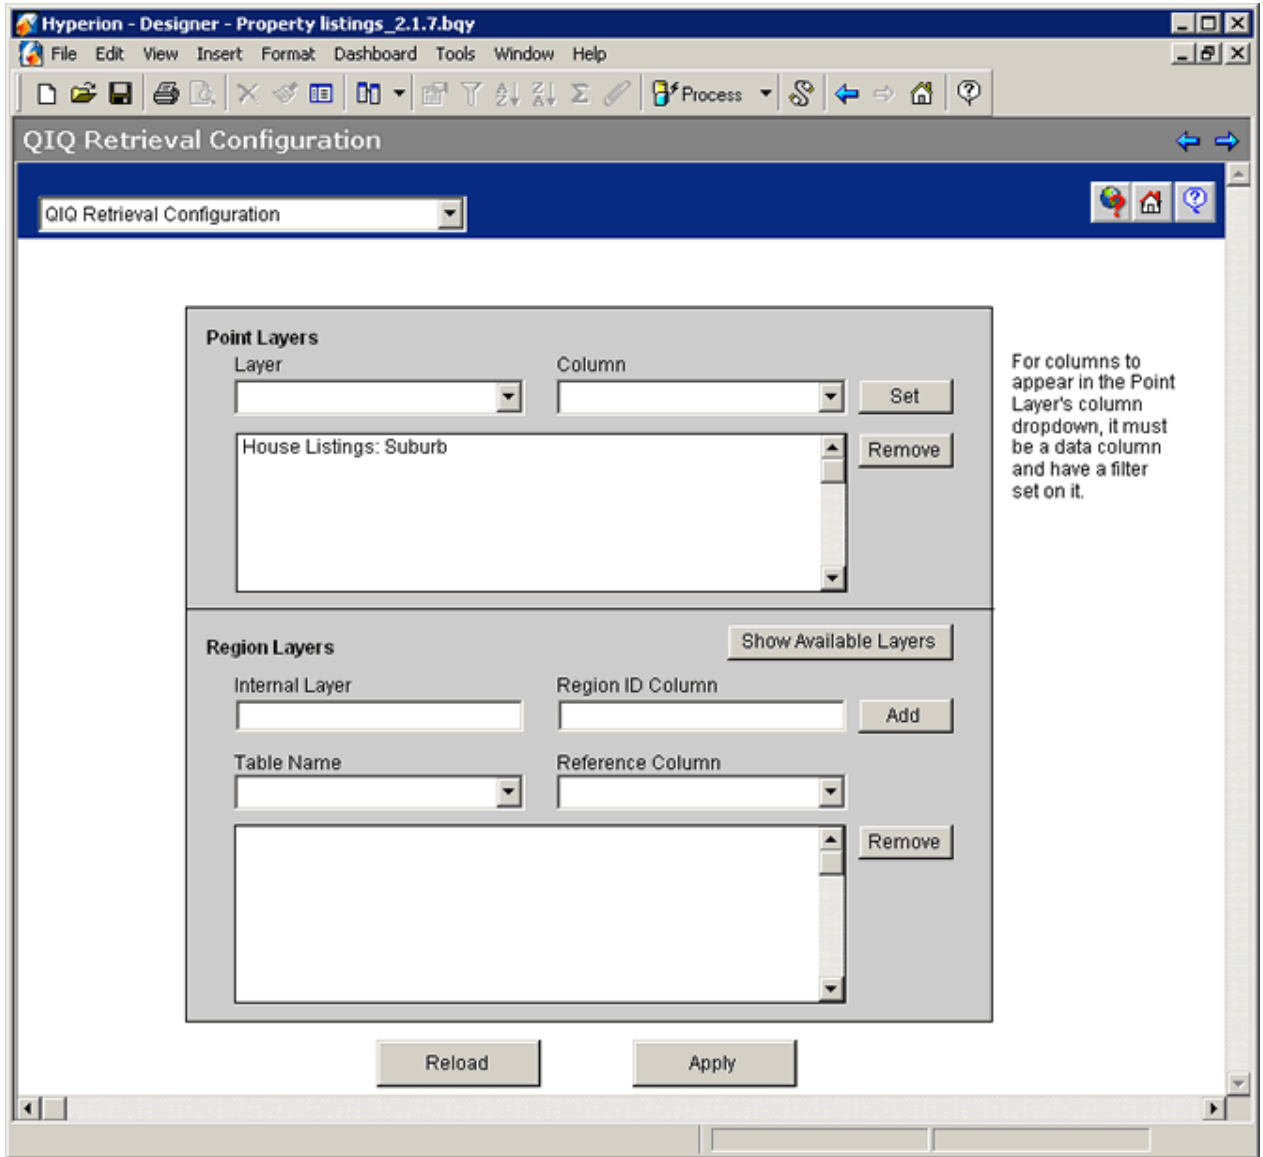 Hyperion - Designer - Property listings_2.1.7.bqy
File Edit View Insert Format Dashboard Tools Window Help
Process
QIQ Retrieval Configuration
QIQ Retrieval Configuration
Point Layers
Layer Column
Set
House Listings: Suburb
Remove
For columns to
appear in the Point
Layer's column
dropdown, it must
be a data column
and have a filter
set on it.
Region Layers
Show Available Layers
Internal Layer Region ID Column
Add
Table Name Reference Column
Remove
Reload Apply